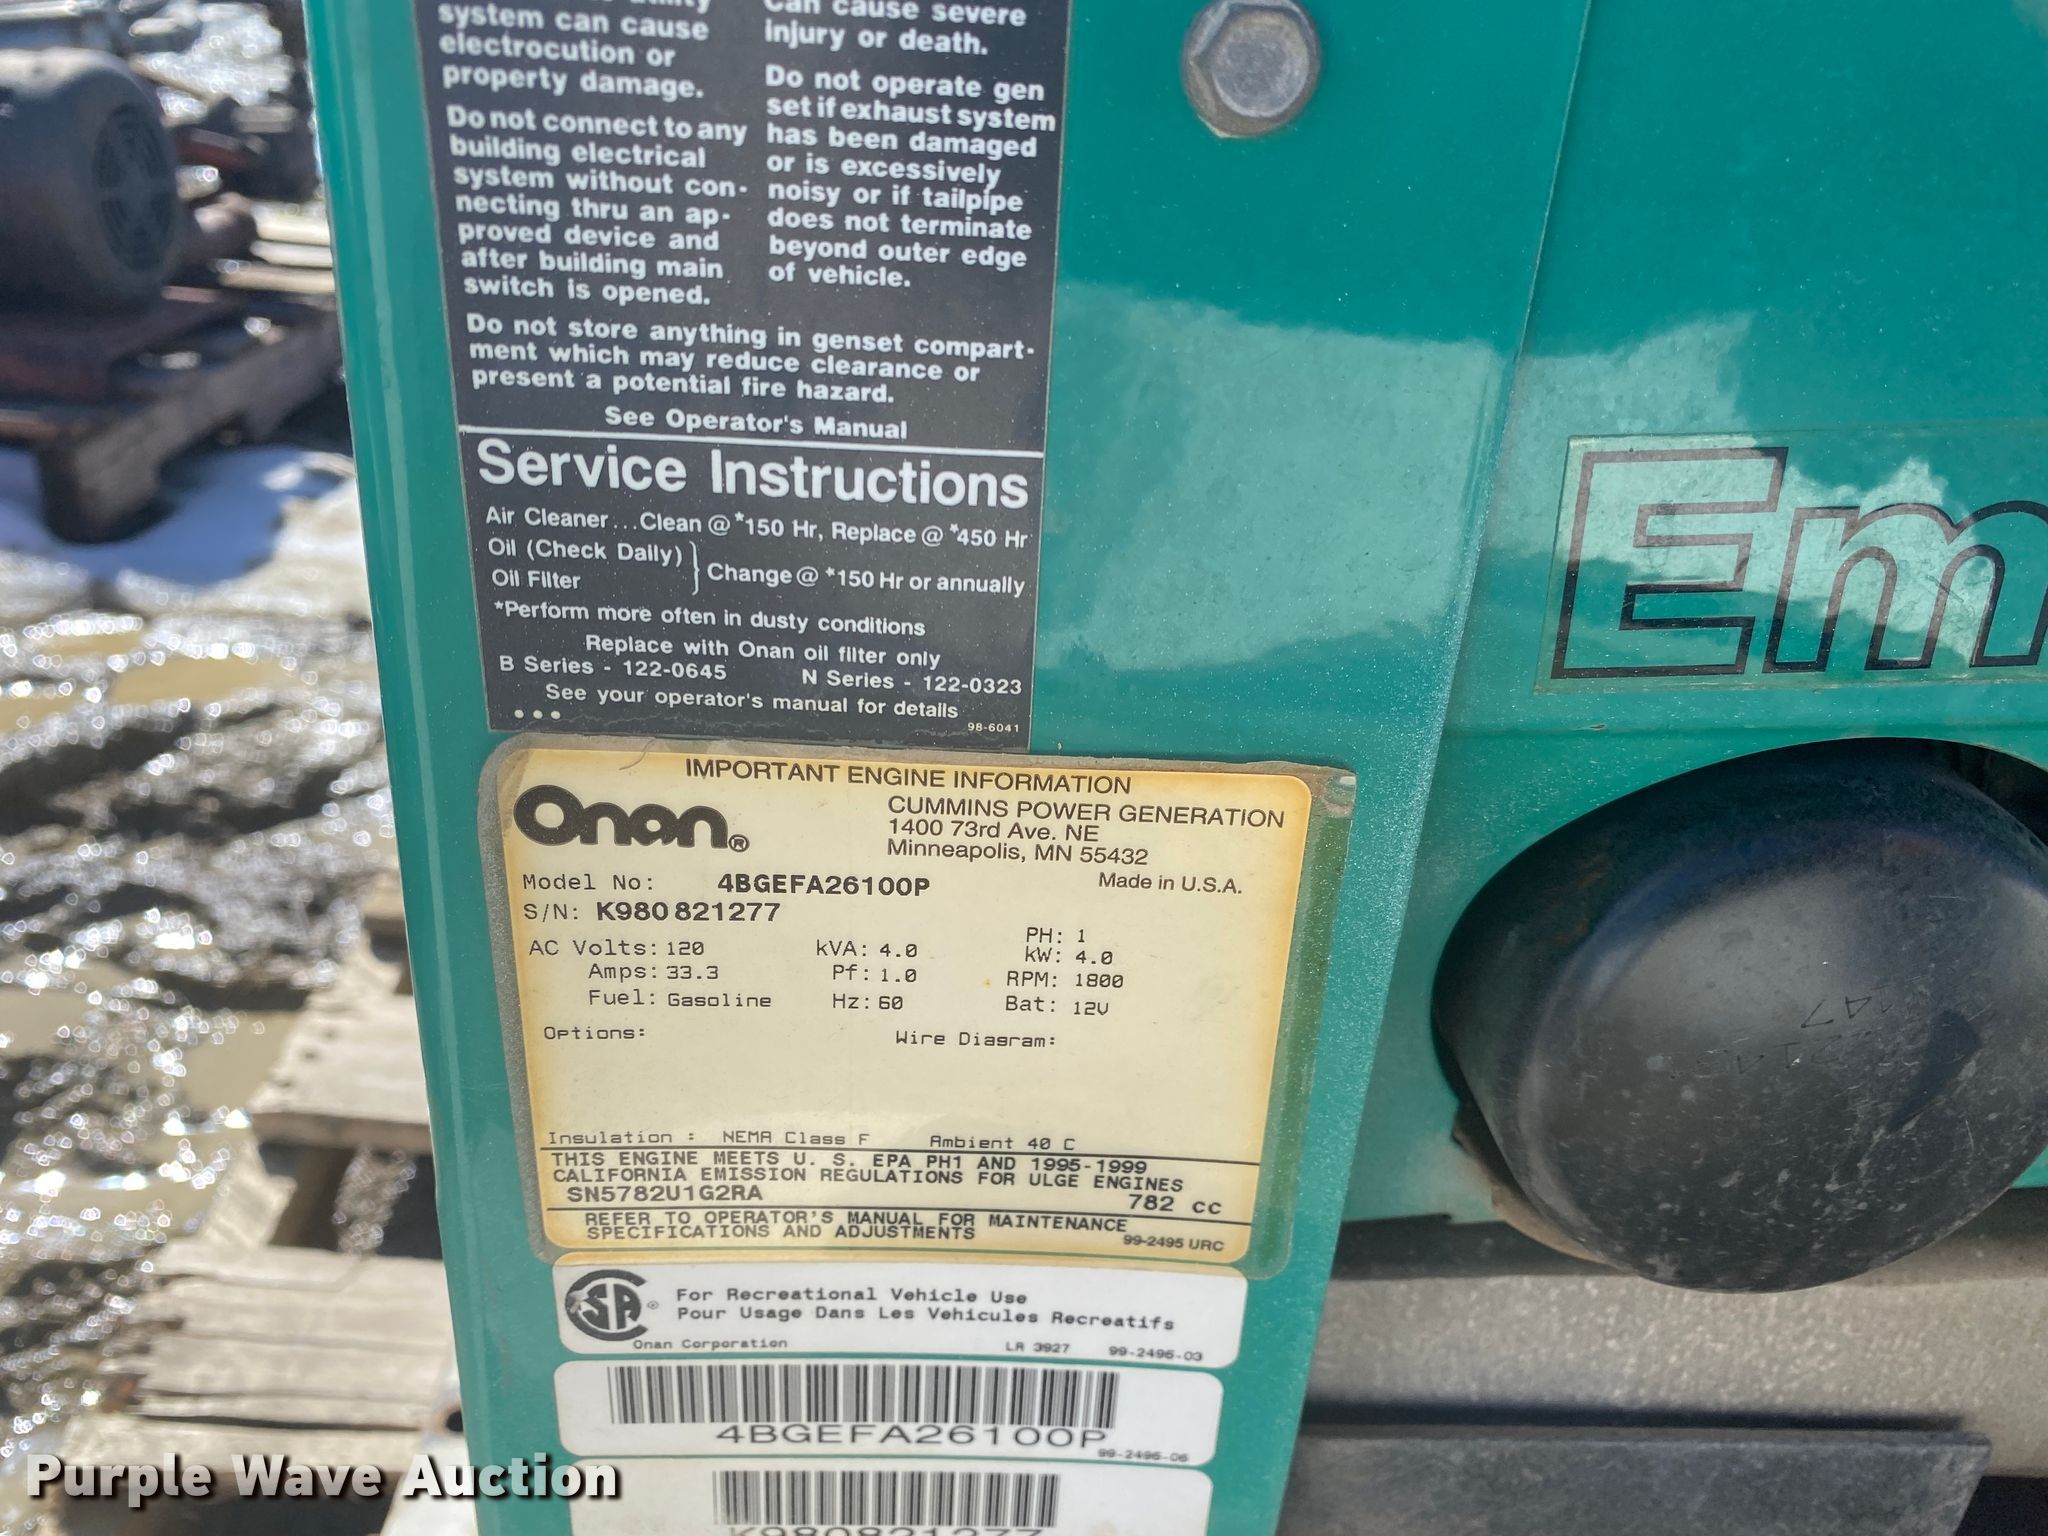 system can cause
electrocution or
property damage.
Do not connect to any
building electrical
system without con-
necting thru an ap-
proved device and
after building main
switch is opened.
Can cause severe
injury or death.
Do not operate gen
set if exhaust system
has been damaged
or is excessively
noisy or if tailpipe
does not terminate
beyond outer edge
of vehicle.
Do not store anything in genset compart-
ment which may reduce clearance or
present a potential fire hazard.
See Operator's Manual
Service Instructions
Air Cleaner...Clean @ *150 Hr, Replace @ *450 Hr
Oil (Check Daily)
Oil Filter
} Change @ *150 Hr or annually
*Perform more often in dusty conditions
Replace with Onan oil filter only
B Series - 122-0645 N Series - 122-0323
See your operator's manual for details
98-6041
Em
IMPORTANT ENGINE INFORMATION
Onan®
CUMMINS POWER GENERATION
1400 73rd Ave. NE
Minneapolis, MN 55432
Made in U.S.A.
Model No: 4BGEFA26100P
S/N: K980821277
AC Volts: 120 kVA: 4.0 PH: 1
Amps: 33.3 Pf: 1.0 kW: 4.0
Fuel: Gasoline Hz: 60 RPM: 1800
Bat: 12V
Options: Wire Diagram:
Insulation : NEMA Class F Ambient 40 C
THIS ENGINE MEETS U. S. EPA PH1 AND 1995-1999
CALIFORNIA EMISSION REGULATIONS FOR ULGE ENGINES
SN5782U1G2RA 782 cc
REFER TO OPERATOR'S MANUAL FOR MAINTENANCE
SPECIFICATIONS AND ADJUSTMENTS
99-2495 URC
CSA®
For Recreational Vehicle Use
Pour Usage Dans Les Vehicules Recreatifs
Onan Corporation LR 3927 99-2496-03
4BGEFA26100P
99-2496-06
K980821277
Purple Wave Auction